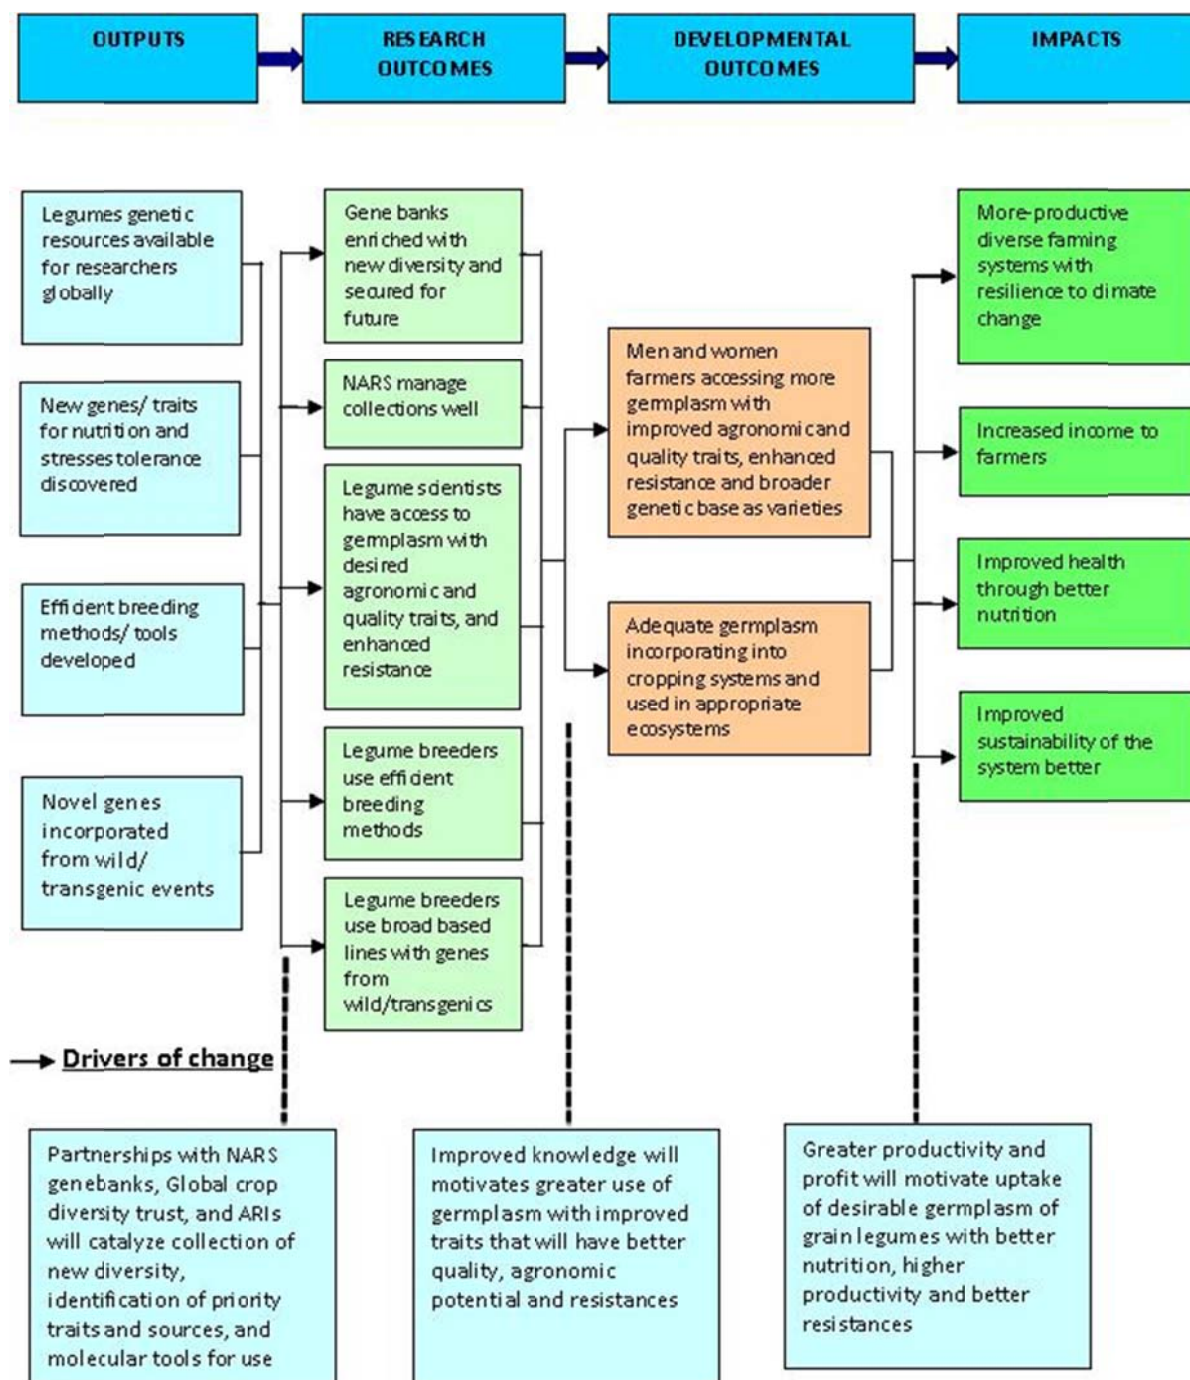 OUTPUTS
RESEARCH
OUTCOMES
DEVELOPMENTAL
OUTCOMES
IMPACTS
Legumes genetic
resources available
for researchers
globally
New genes/ traits
for nutrition and
stresses tolerance
discovered
Efficient breeding
methods/ tools
developed
Novel genes
incorporated
from wild/
transgenic events
Gene banks
enriched with
new diversity and
secured for
future
NARS manage
collections well
Legume scientists
have access to
germplasm with
desired
agronomic and
quality traits, and
enhanced
resistance
Legume breeders
use efficient
breeding
methods
Legume breeders
use broad based
lines with genes
from
wild/transgenics
Men and women
farmers accessing more
germplasm with
improved agronomic and
quality traits, enhanced
resistance and broader
genetic base as varieties
Adequate germplasm
incorporating into
cropping systems and
used in appropriate
ecosystems
More-productive
diverse farming
systems with
resilience to climate
change
Increased income to
farmers
Improved health
through better
nutrition
Improved
sustainability of the
system better
Drivers of change
Partnerships with NARS
genebanks, Global crop
diversity trust, and ARIs
will catalyze collection of
new diversity,
identification of priority
traits and sources, and
molecular tools for use
Improved knowledge will
motivates greater use of
germplasm with improved
traits that will have better
quality, agronomic
potential and resistances
Greater productivity and
profit will motivate uptake
of desirable germplasm of
grain legumes with better
nutrition, higher
productivity and better
resistances